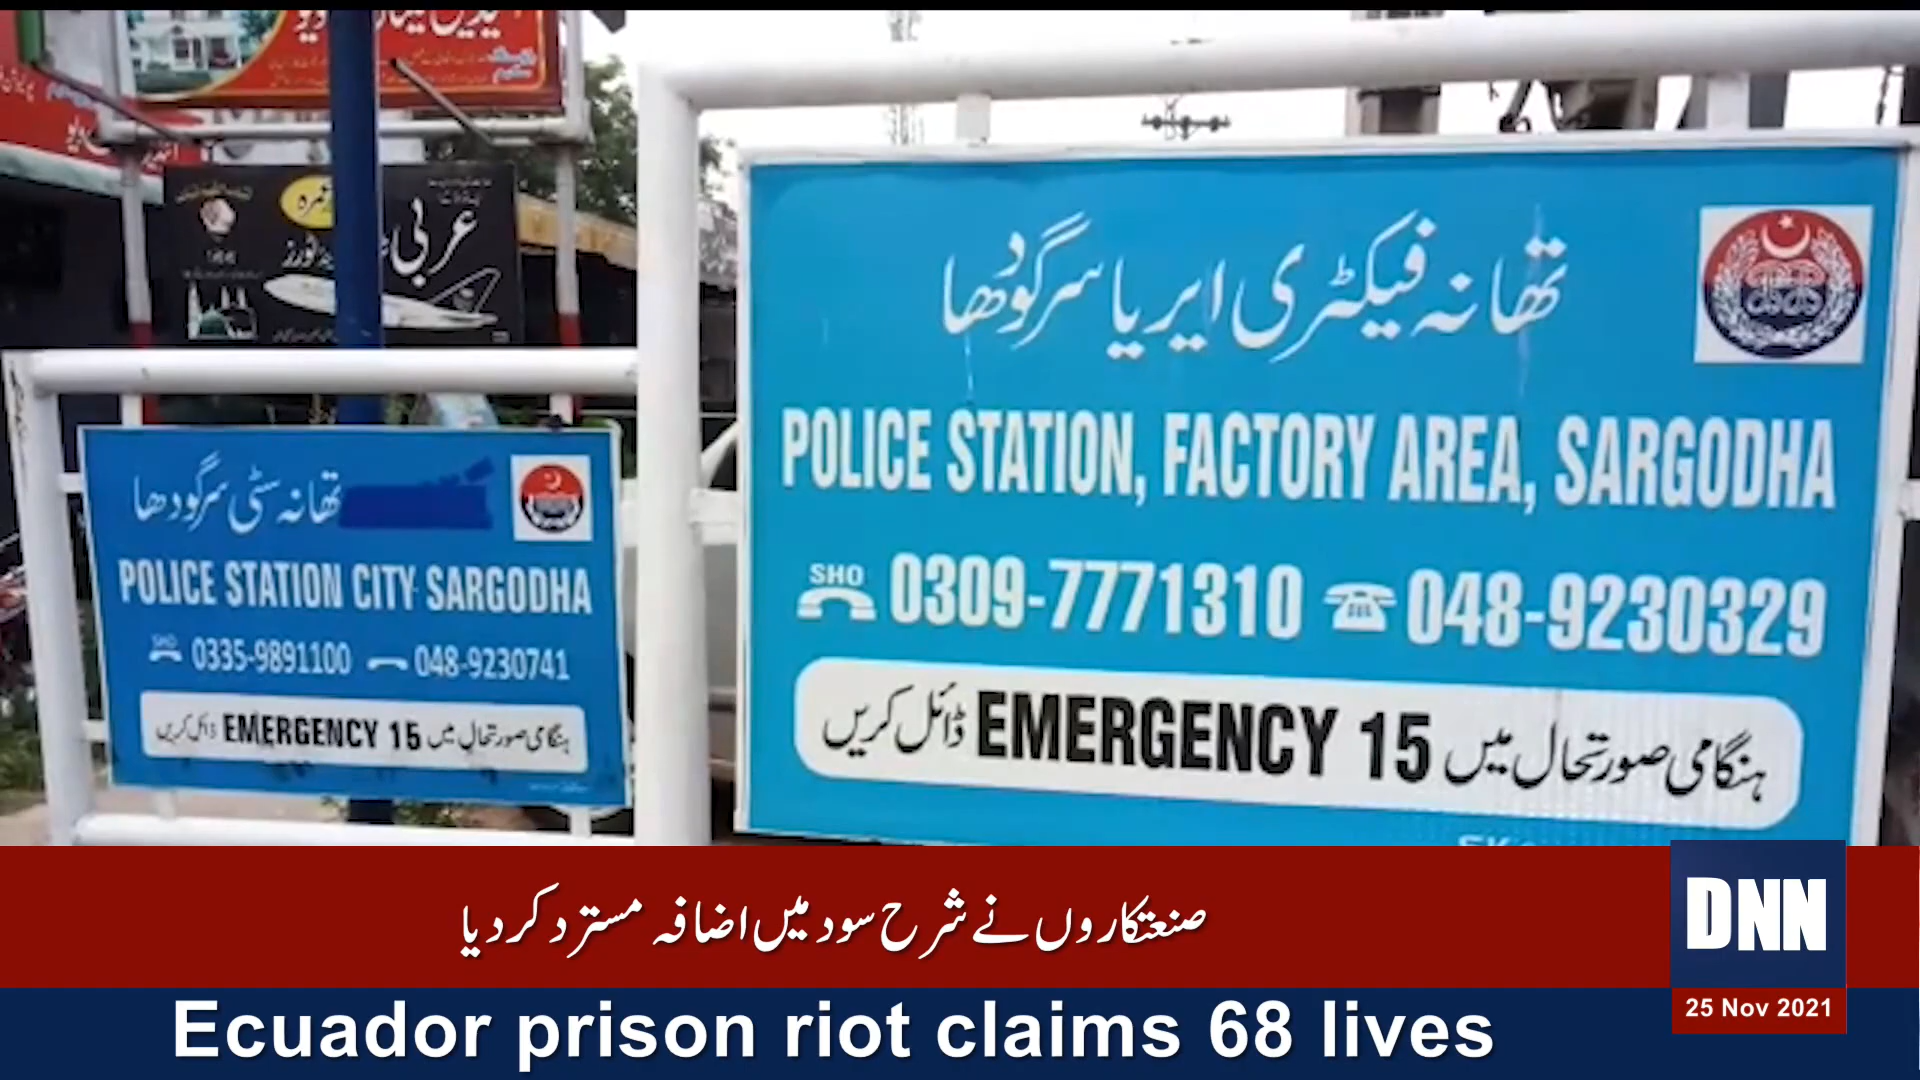 عربی
تھانہ سٹی سرگودھا
POLICE STATION CITY SARGODHA
SHO 0335-9891100 048-9230741
ہنگامی صورتحال میں EMERGENCY 15 ڈائل کریں
تھانہ فیکٹری ایریا سرگودھا
POLICE STATION, FACTORY AREA, SARGODHA
SHO 0309-7771310 048-9230329
ہنگامی صورتحال میں EMERGENCY 15 ڈائل کریں
صنعتکاروں نے شرح سود میں اضافہ مسترد کردیا
DNN
25 Nov 2021
Ecuador prison riot claims 68 lives